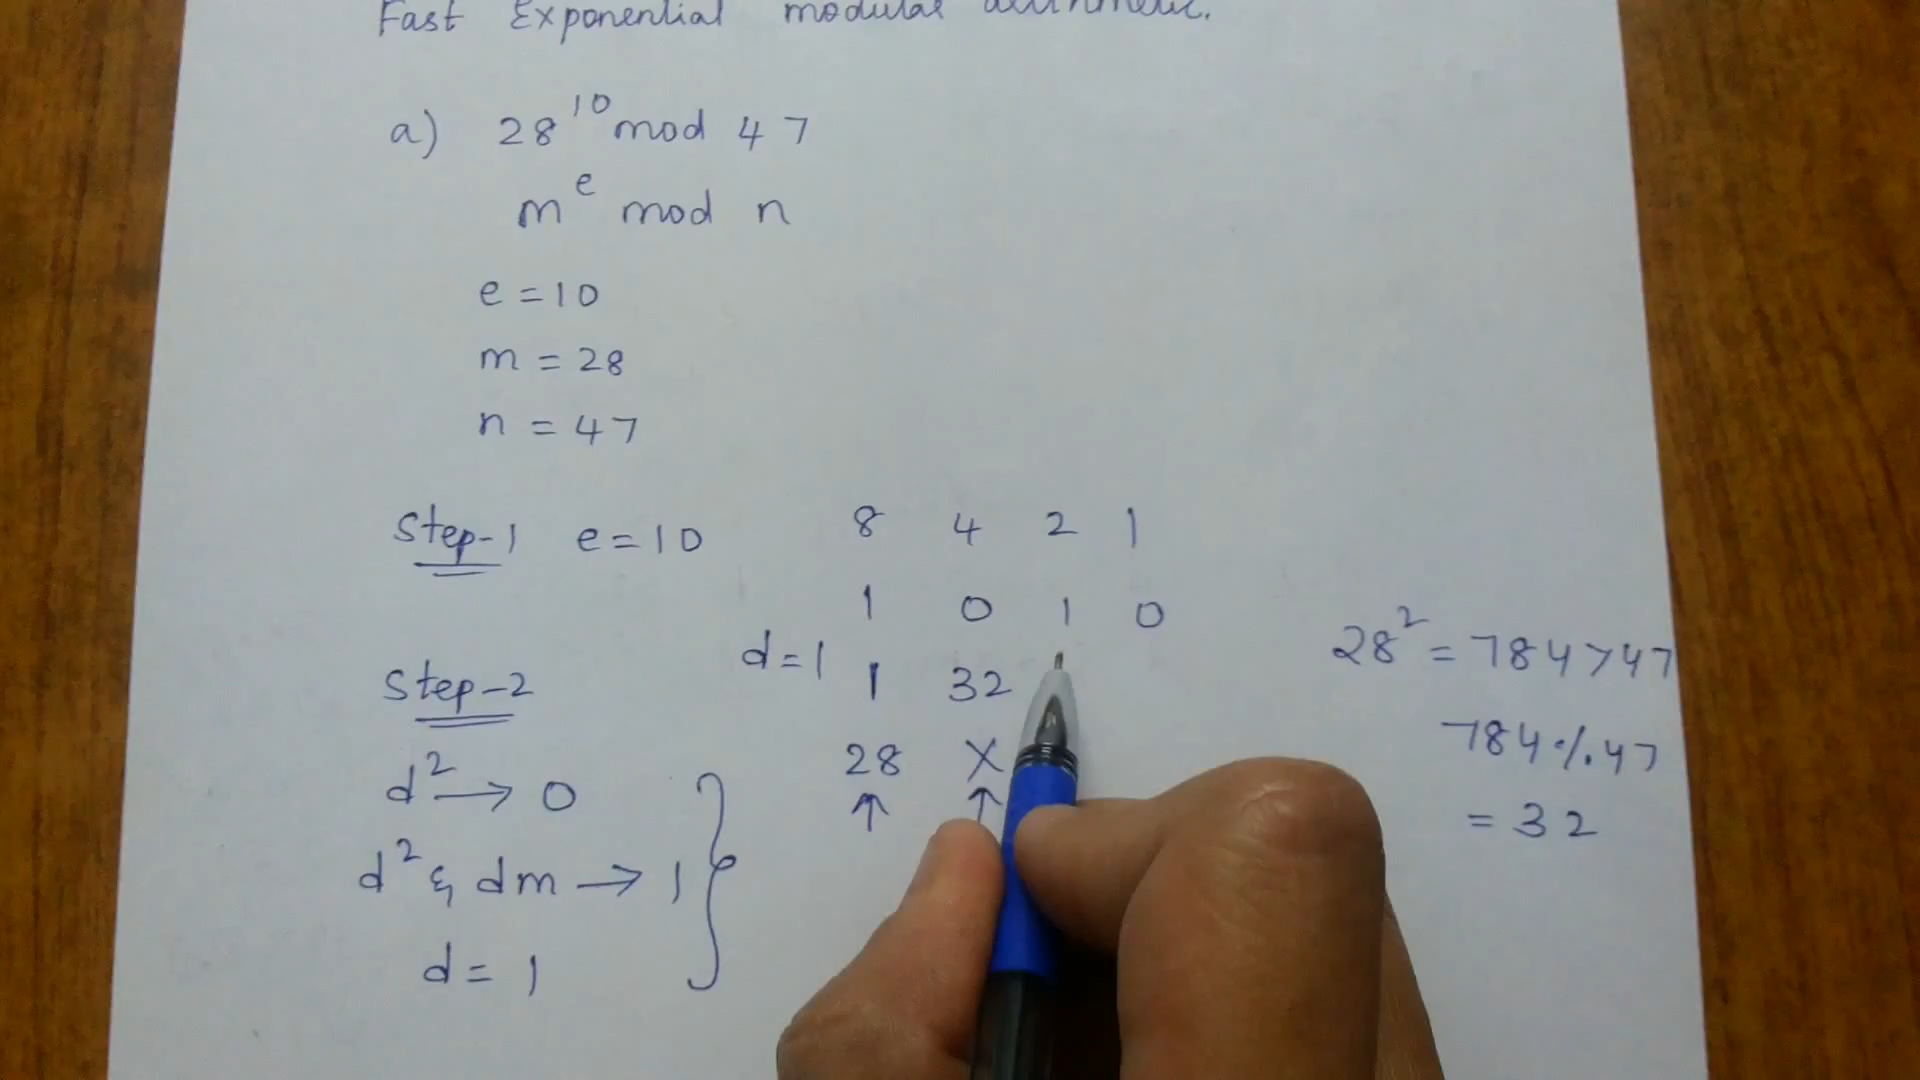 Fast Exponential modular arithmetic.
a) 28^10 mod 47
m^e mod n
e = 10
m = 28
n = 47
Step-1 e = 10 8 4 2 1
1 0 1 0
Step-2 d = 1 1 32
28 X
↑ ↑
d^2 → 0
d^2 & dm → 1
d = 1
28^2 = 784 > 47
784 % 47
= 32